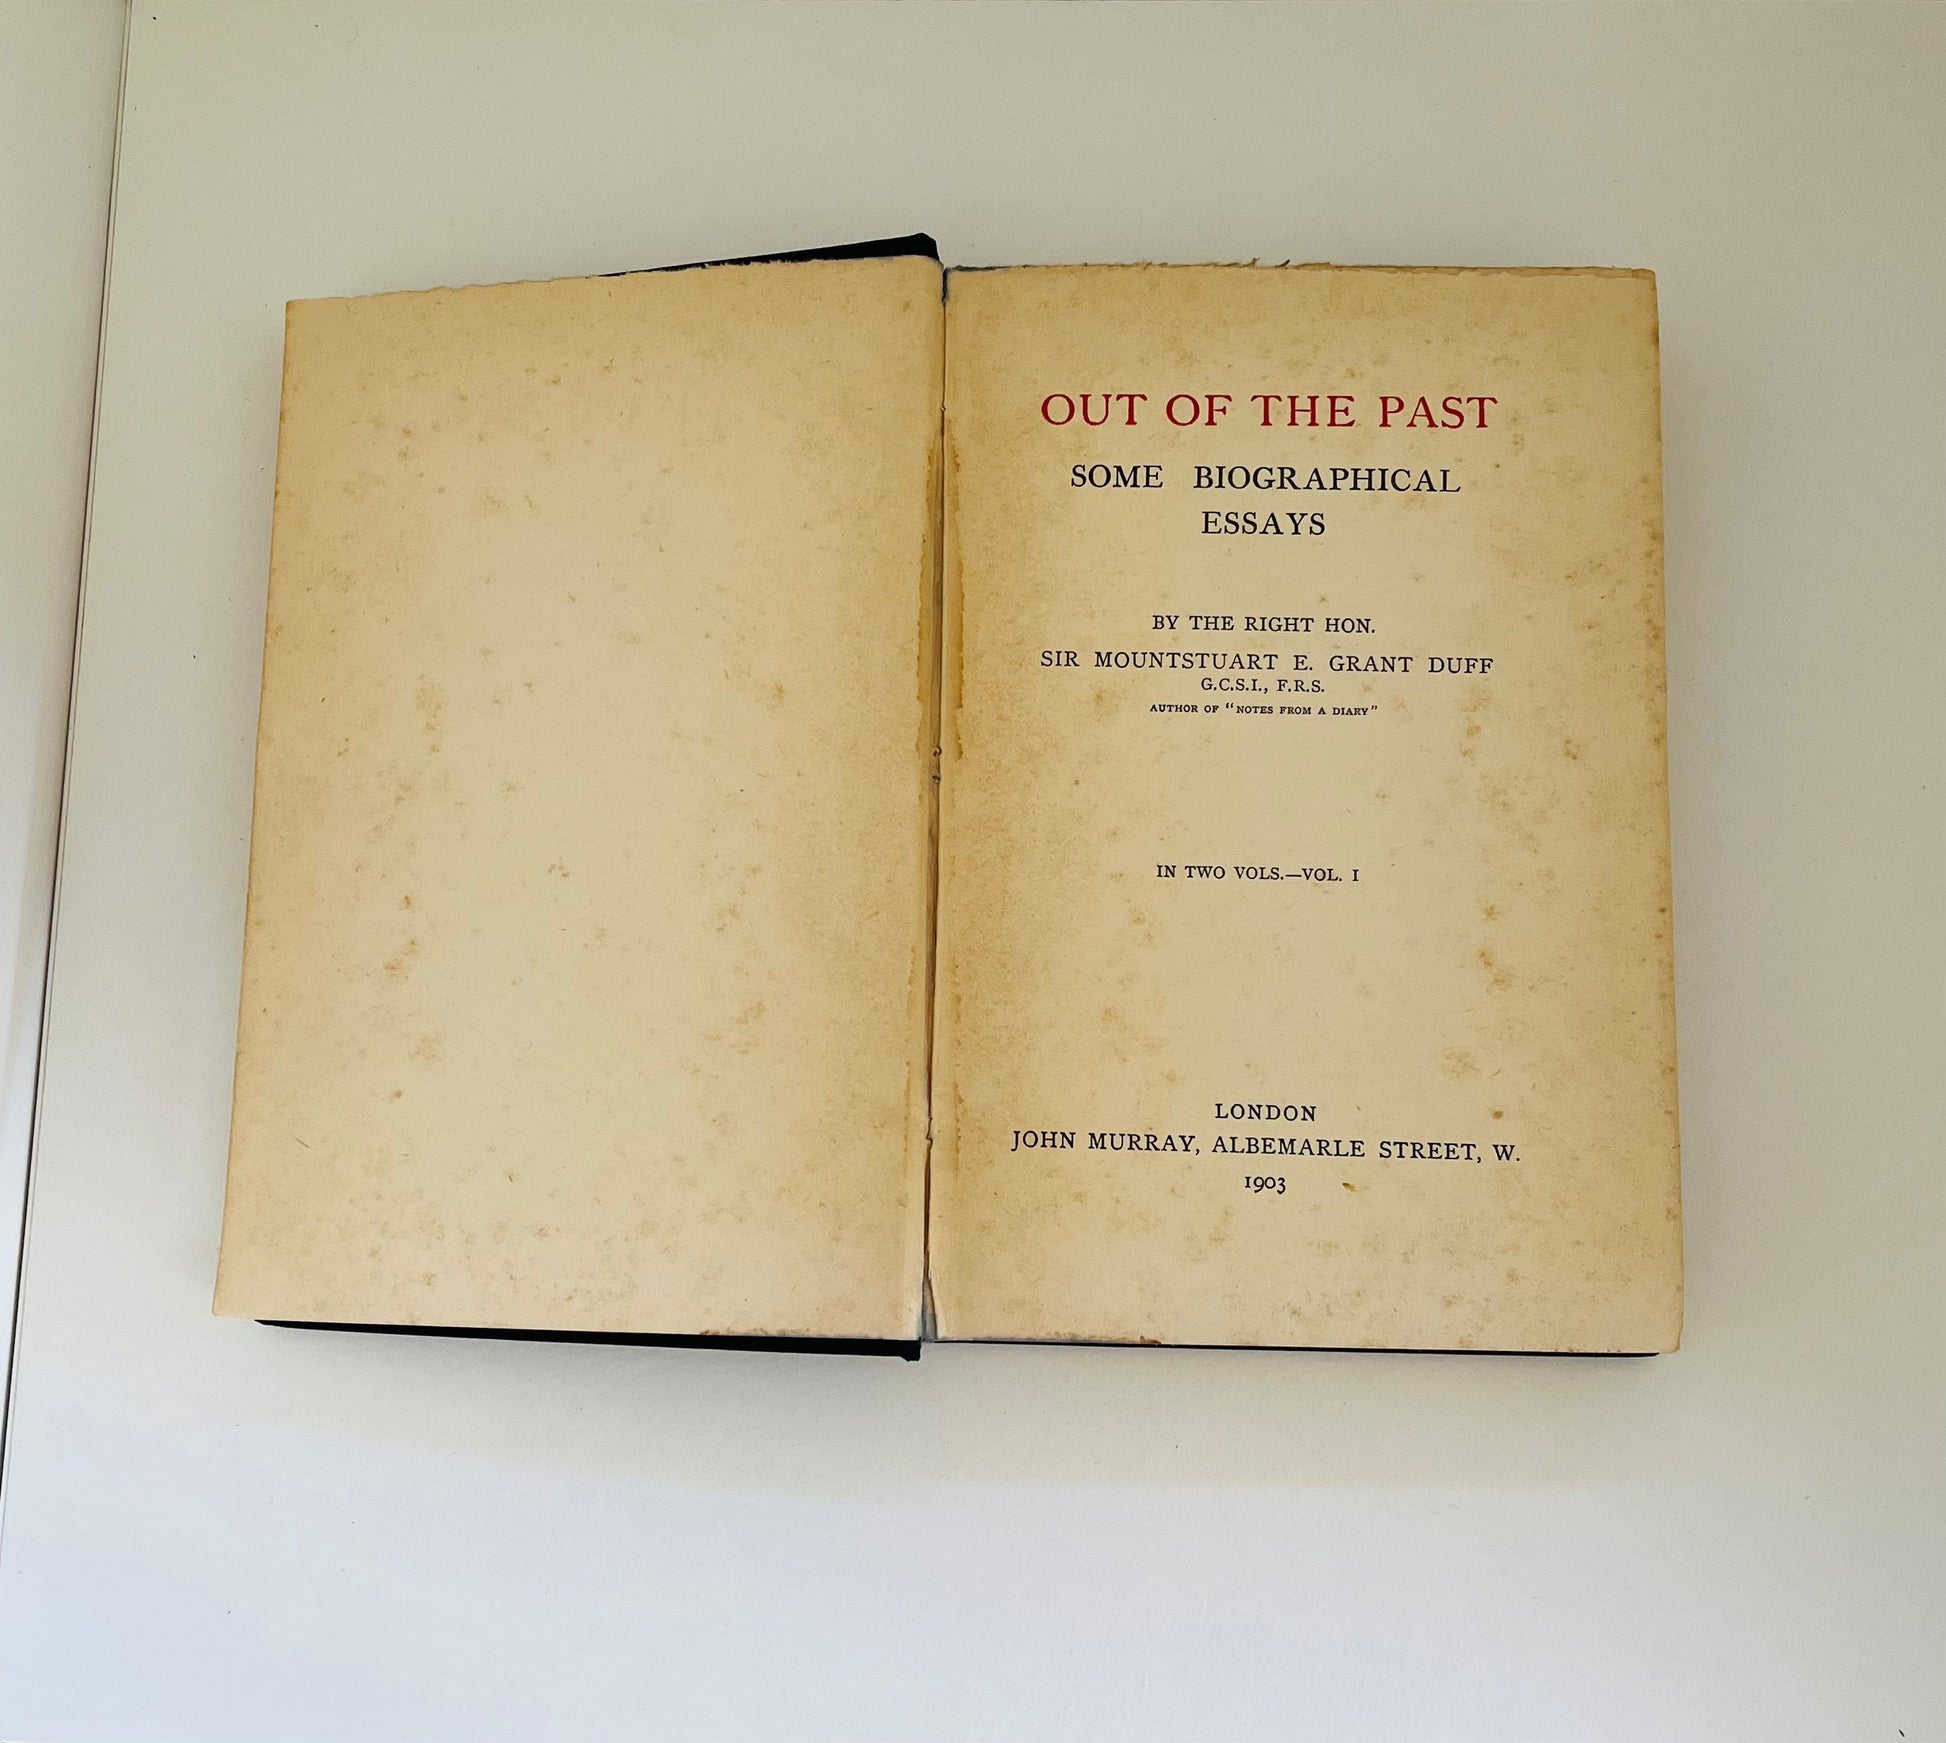 OUT OF THE PAST
SOME BIOGRAPHICAL
ESSAYS
BY THE RIGHT HON.
SIR MOUNTSTUART E. GRANT DUFF
G.C.S.I., F.R.S.
AUTHOR OF "NOTES FROM A DIARY"
IN TWO VOLS.—VOL. I
LONDON
JOHN MURRAY, ALBEMARLE STREET, W.
1903